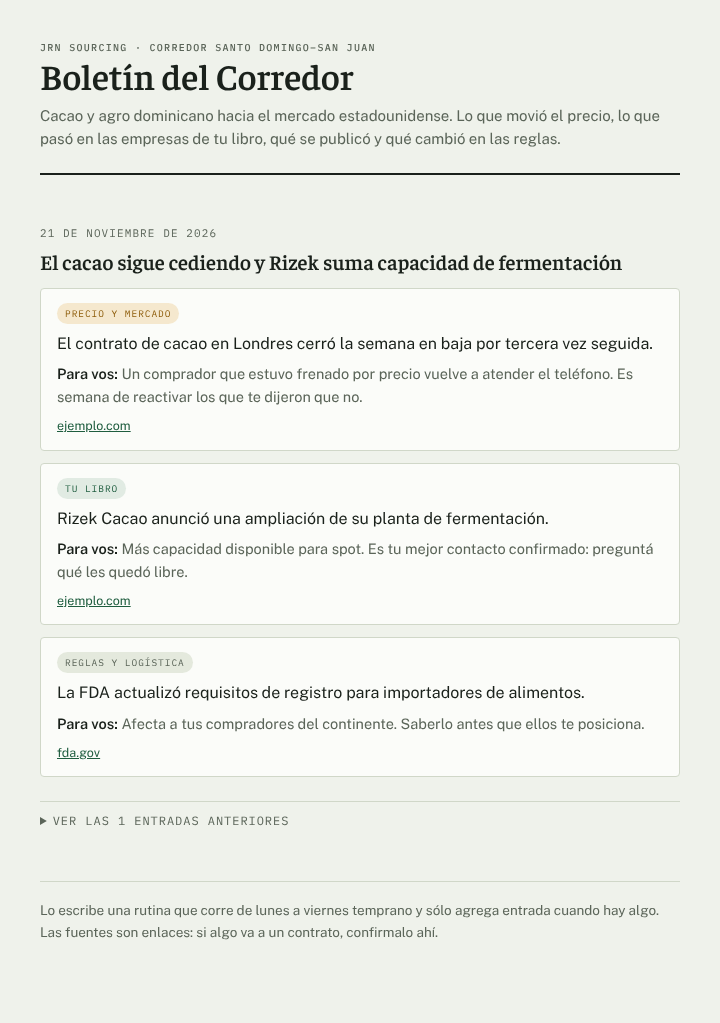 JRN SOURCING · CORREDOR SANTO DOMINGO–SAN JUAN
Boletín del Corredor
Cacao y agro dominicano hacia el mercado estadounidense. Lo que movió el precio, lo que
pasó en las empresas de tu libro, qué se publicó y qué cambió en las reglas.
21 DE NOVIEMBRE DE 2026
El cacao sigue cediendo y Rizek suma capacidad de fermentación
PRECIO Y MERCADO
El contrato de cacao en Londres cerró la semana en baja por tercera vez seguida.
Para vos: Un comprador que estuvo frenado por precio vuelve a atender el teléfono. Es
semana de reactivar los que te dijeron que no.
ejemplo.com
TU LIBRO
Rizek Cacao anunció una ampliación de su planta de fermentación.
Para vos: Más capacidad disponible para spot. Es tu mejor contacto confirmado: preguntá
qué les quedó libre.
ejemplo.com
REGLAS Y LOGÍSTICA
La FDA actualizó requisitos de registro para importadores de alimentos.
Para vos: Afecta a tus compradores del continente. Saberlo antes que ellos te posiciona.
fda.gov
VER LAS 1 ENTRADAS ANTERIORES
Lo escribe una rutina que corre de lunes a viernes temprano y sólo agrega entrada cuando hay algo.
Las fuentes son enlaces: si algo va a un contrato, confirmalo ahí.